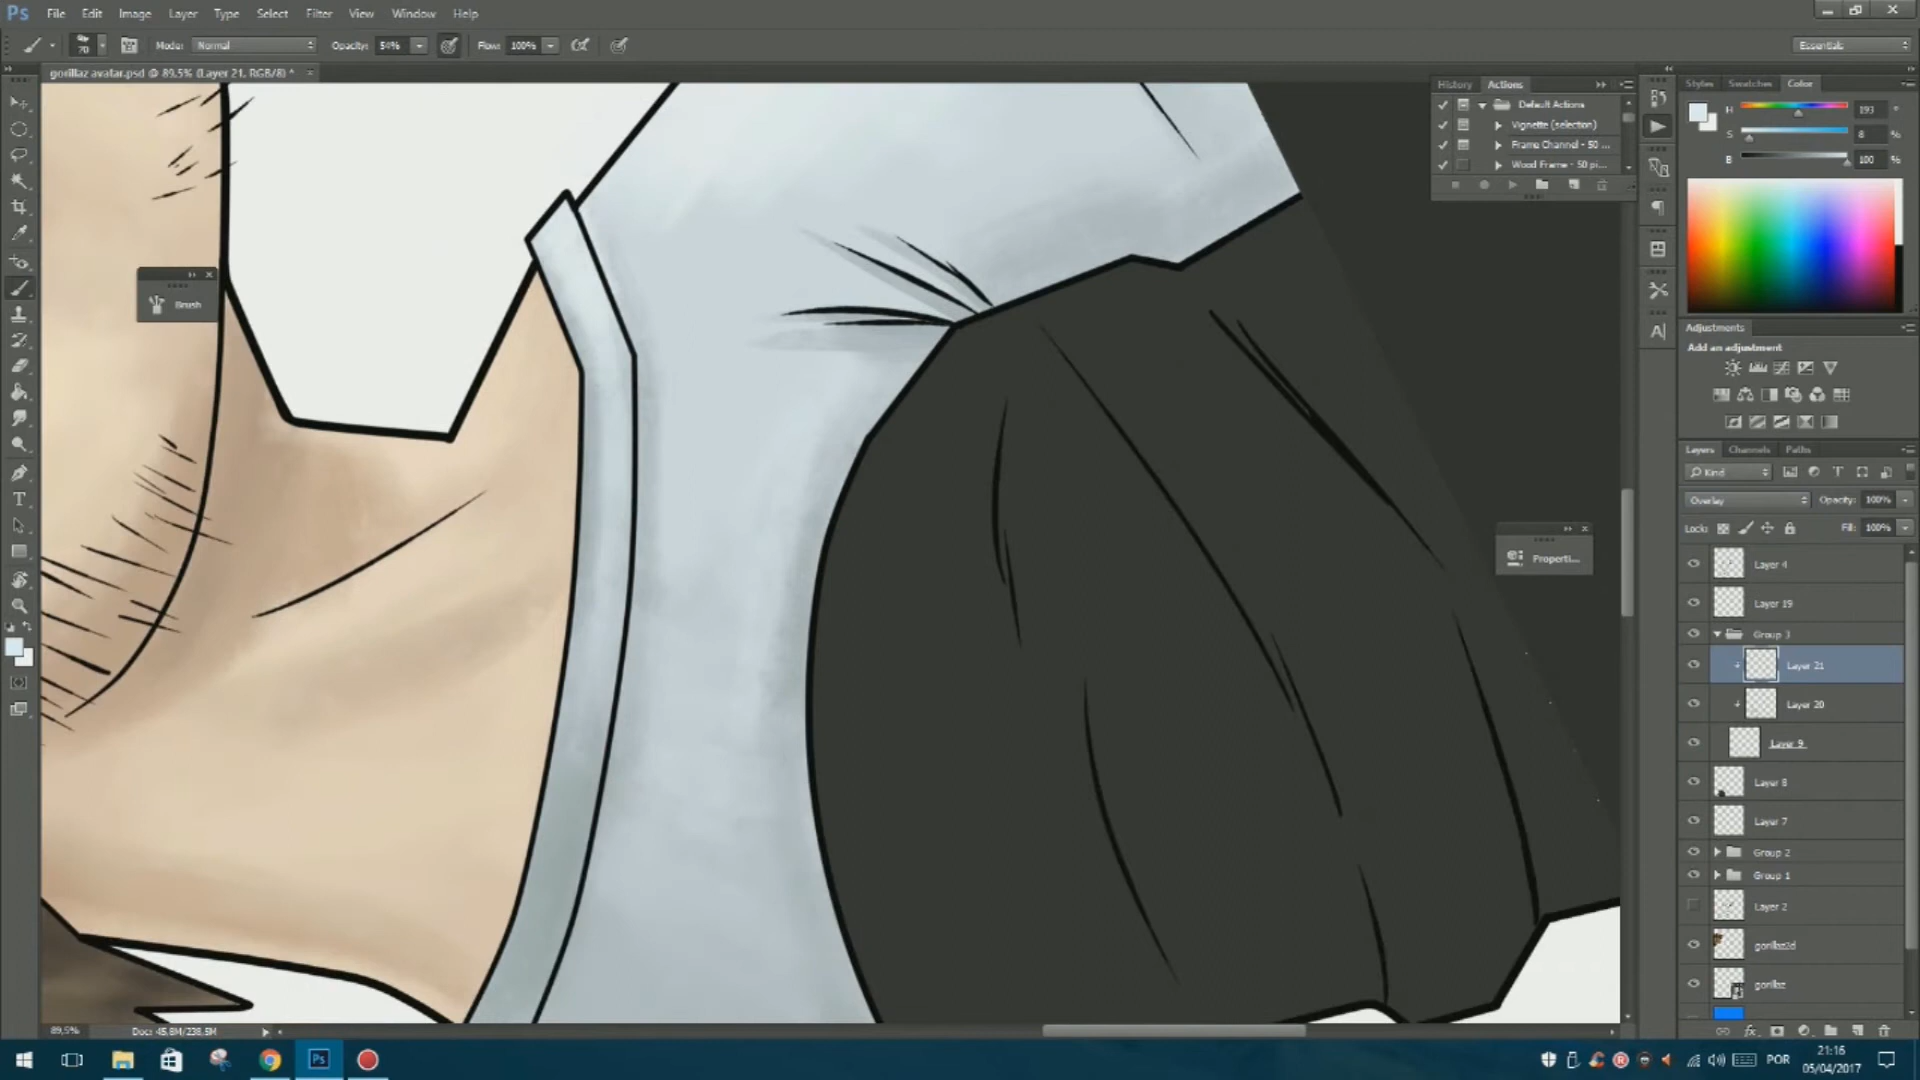 Ps File Edit Image Layer Type Select Filter View Window Help
70 Mode: Normal Opacity: 54% Flow: 100% Essentials
gorillaz avatar.psd @ 89,5% (Layer 21, RGB/8) *
History Actions
Default Actions
Vignette (selection)
Frame Channel - 50 ...
Wood Frame - 50 pi...
Styles Swatches Color
H 193 °
S 8 %
B 100 %
Brush
Adjustments
Add an adjustment
Layers Channels Paths
Kind
Overlay Opacity: 100%
Lock: Fill: 100%
Properti...
Layer 4
Layer 19
Group 3
Layer 21
Layer 20
Layer 9
Layer 8
Layer 7
Group 2
Group 1
Layer 2
gorillaz2d
gorillaz
89,5% Doc: 45,8M/238,5M
Ps POR 21:16
05/04/2017